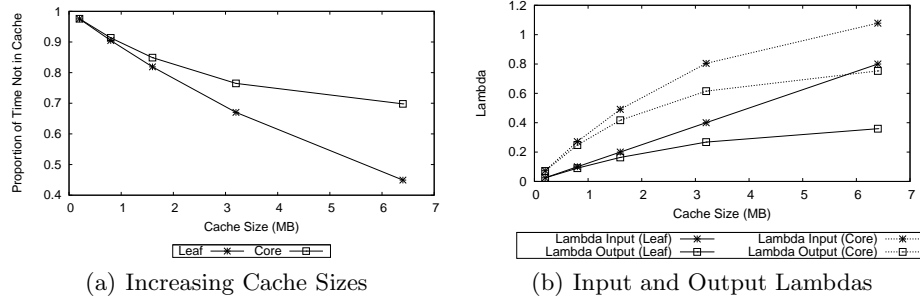 Proportion of Time Not in Cache
1
0.9
0.8
0.7
0.6
0.5
0.4
0 1 2 3 4 5 6 7
Cache Size (MB)
Leaf Core
(a) Increasing Cache Sizes
Lambda
1.2
1
0.8
0.6
0.4
0.2
0
0 1 2 3 4 5 6 7
Cache Size (MB)
Lambda Input (Leaf) Lambda Input (Core)
Lambda Output (Leaf) Lambda Output (Core)
(b) Input and Output Lambdas